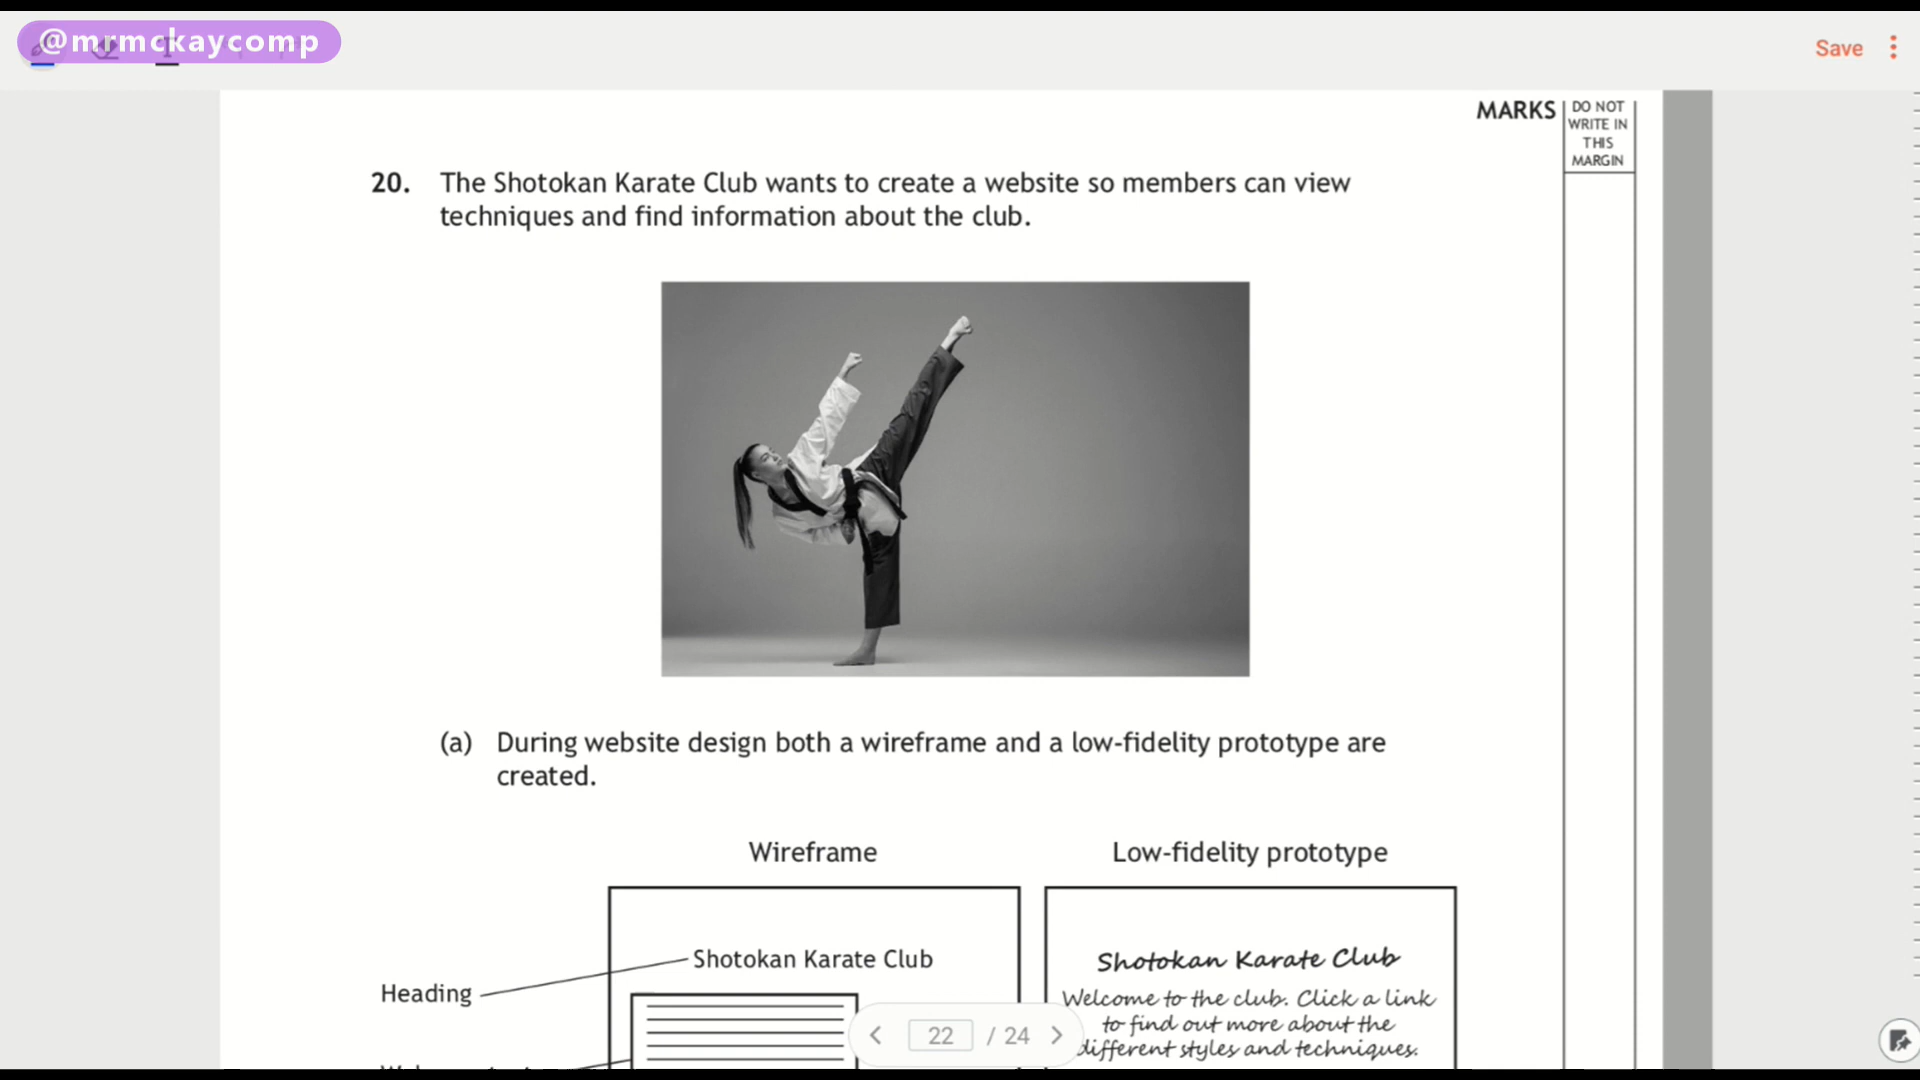 @mrmckaycomp
Save
MARKS
DO NOT
WRITE IN
THIS
MARGIN
20. The Shotokan Karate Club wants to create a website so members can view
techniques and find information about the club.
(a) During website design both a wireframe and a low-fidelity prototype are
created.
Wireframe
Low-fidelity prototype
Shotokan Karate Club
Heading
Shotokan Karate Club
Welcome to the club. Click a link
to find out more about the
different styles and techniques.
22 / 24